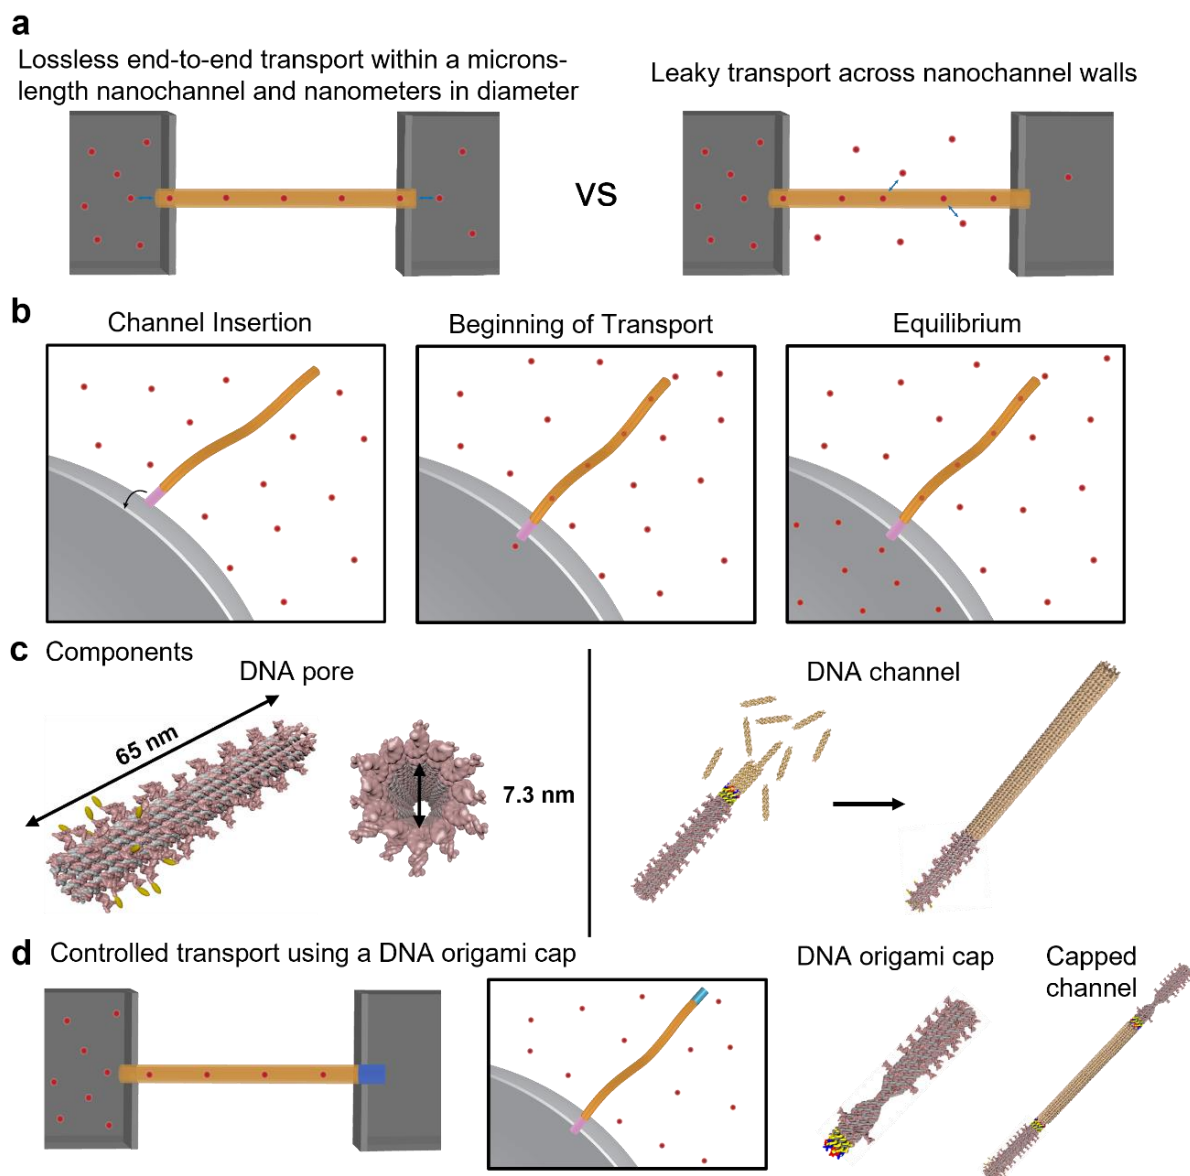 a
Lossless end-to-end transport within a microns-
length nanochannel and nanometers in diameter
Leaky transport across nanochannel walls
VS
b
Channel Insertion
Beginning of Transport
Equilibrium
c Components
DNA pore
65 nm
7.3 nm
DNA channel
d Controlled transport using a DNA origami cap
DNA origami cap
Capped
channel